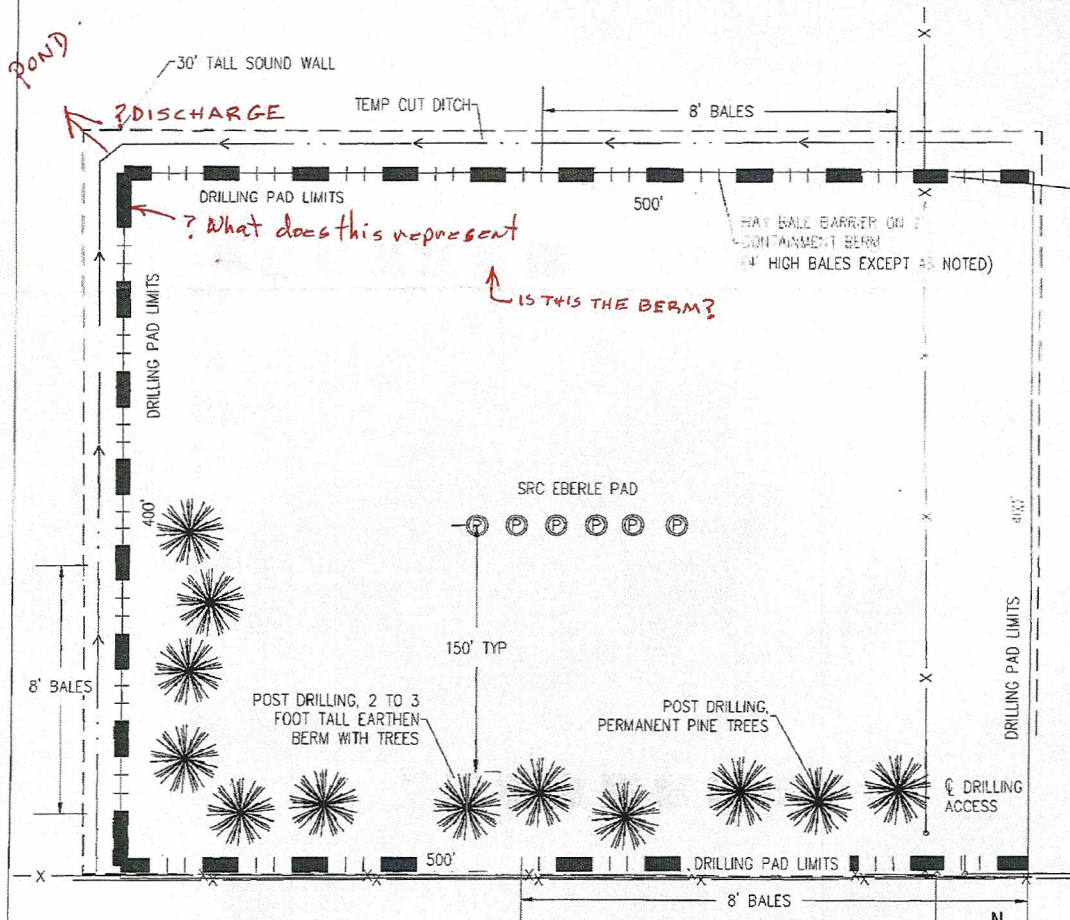 POND
30' TALL SOUND WALL
? DISCHARGE
TEMP CUT DITCH
8' BALES
DRILLING PAD LIMITS
500'
? What does this represent
HAY BALE BARRIER ON
CONTAINMENT BERM
(4' HIGH BALES EXCEPT AS NOTED)
IS THIS THE BERM?
DRILLING PAD LIMITS
SRC EBERLE PAD
P P P P P P
400'
400'
150' TYP
8' BALES
DRILLING PAD LIMITS
POST DRILLING, 2 TO 3
FOOT TALL EARTHEN
BERM WITH TREES
POST DRILLING,
PERMANENT PINE TREES
℄ DRILLING
ACCESS
500'
DRILLING PAD LIMITS
8' BALES
N